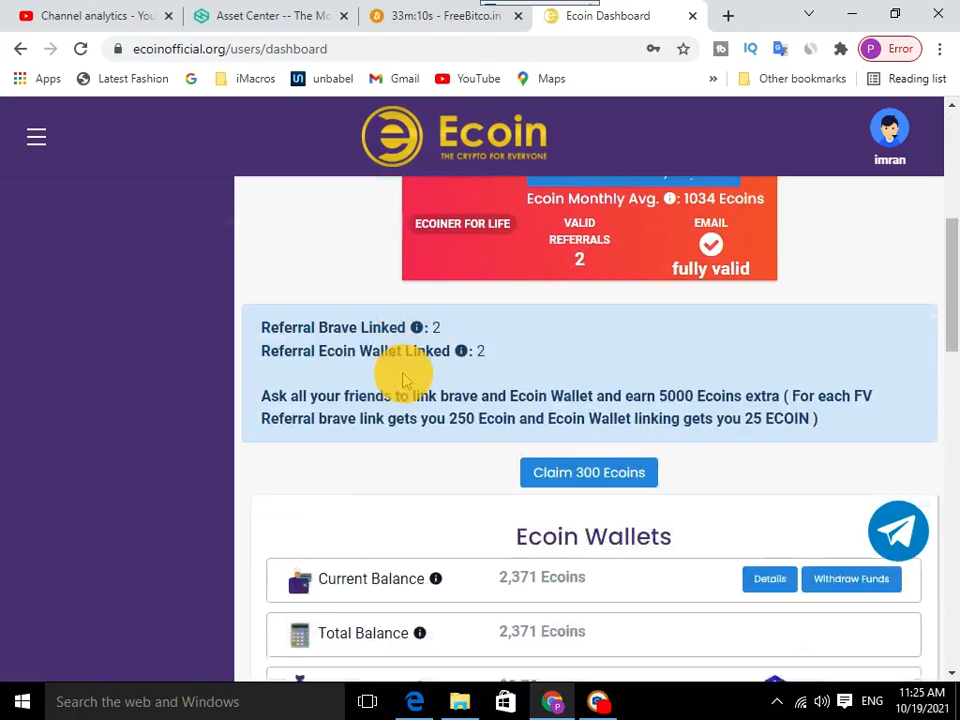 Channel analytics - You
Asset Center -- The Mo
33m:10s - FreeBitco.in
Ecoin Dashboard
ecoinofficial.org/users/dashboard
P Error
Apps
Latest Fashion
iMacros
unbabel
Gmail
YouTube
Maps
»
Other bookmarks
Reading list
Ecoin
THE CRYPTO FOR EVERYONE
imran
Ecoin Monthly Avg. : 1034 Ecoins
ECOINER FOR LIFE
VALID
REFERRALS
2
EMAIL
fully valid
Referral Brave Linked : 2
Referral Ecoin Wallet Linked : 2
Ask all your friends to link brave and Ecoin Wallet and earn 5000 Ecoins extra ( For each FV
Referral brave link gets you 250 Ecoin and Ecoin Wallet linking gets you 25 ECOIN )
Claim 300 Ecoins
Ecoin Wallets
Current Balance
2,371 Ecoins
Details
Withdraw Funds
Total Balance
2,371 Ecoins
Search the web and Windows
ENG
11:25 AM
10/19/2021